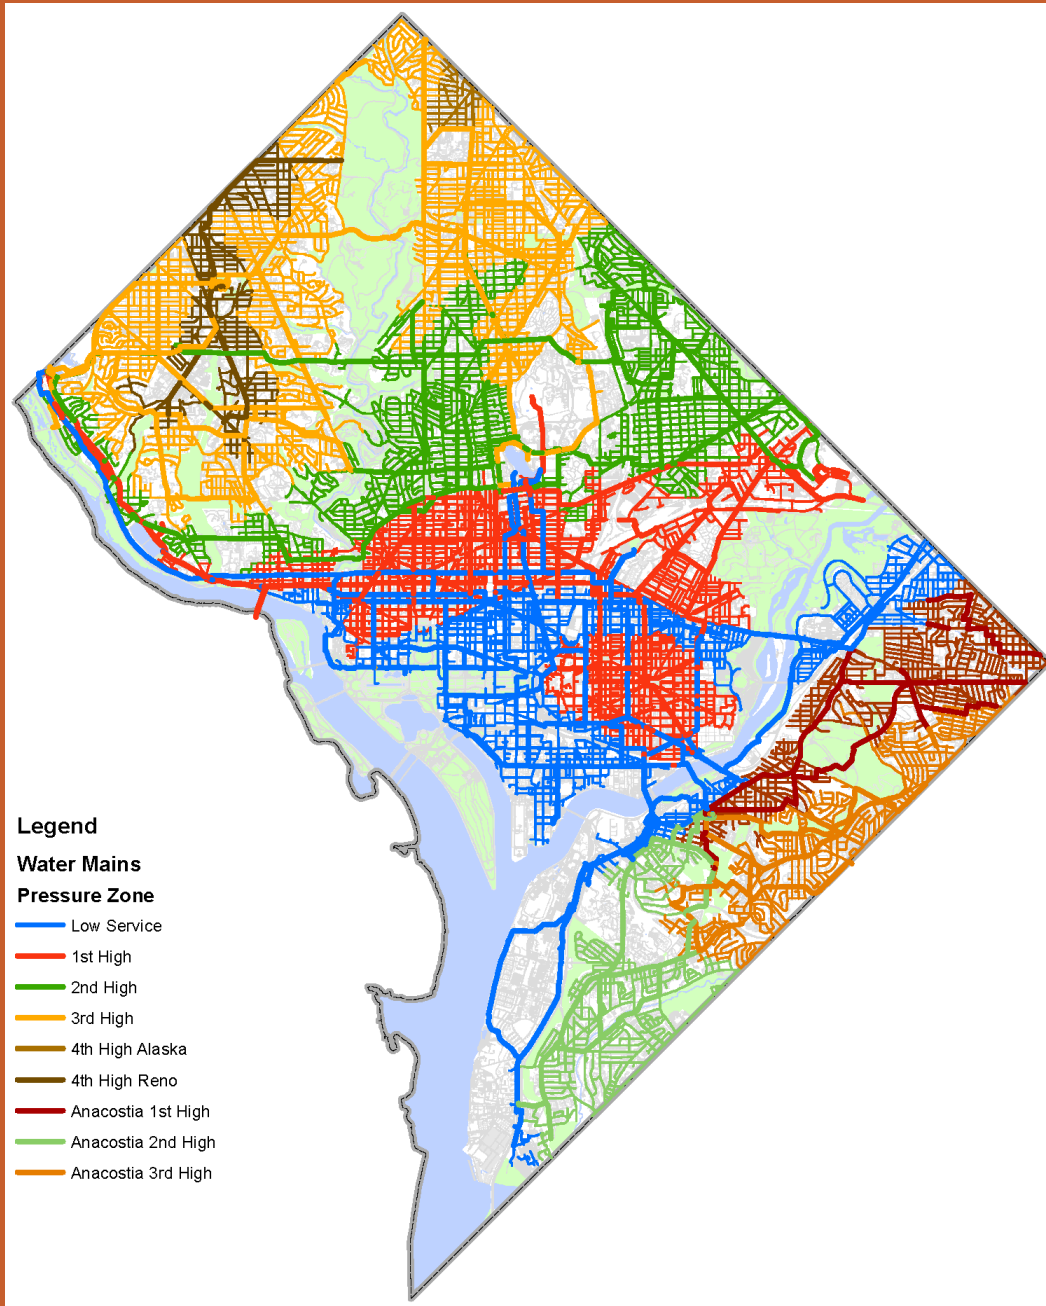 Legend
Water Mains
Pressure Zone
Low Service
1st High
2nd High
3rd High
4th High Alaska
4th High Reno
Anacostia 1st High
Anacostia 2nd High
Anacostia 3rd High